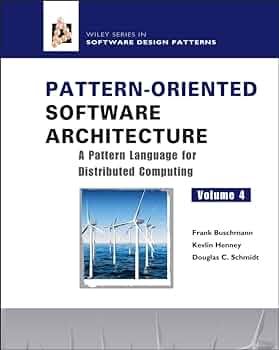 WILEY SERIES IN
SOFTWARE DESIGN PATTERNS
PATTERN-ORIENTED
SOFTWARE
ARCHITECTURE
A Pattern Language for
Distributed Computing
Volume 4
Frank Buschmann
Kevlin Henney
Douglas C. Schmidt